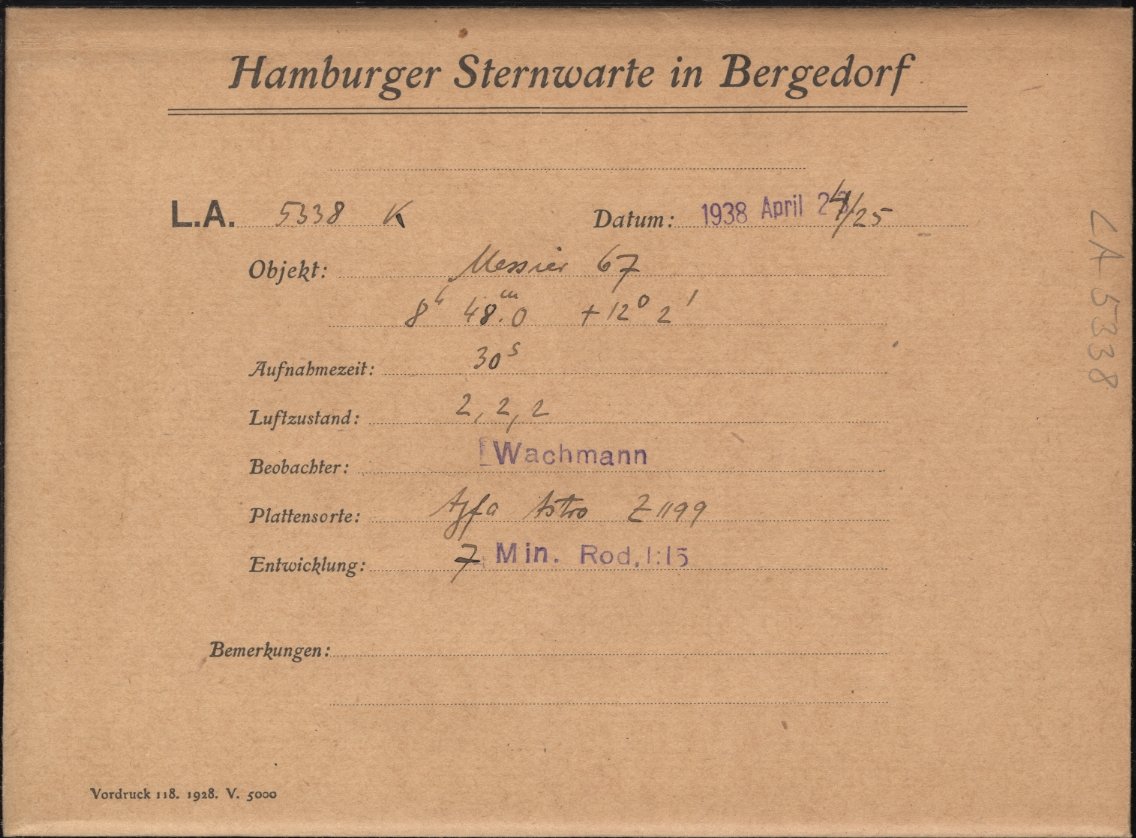 Hamburger Sternwarte in Bergedorf
L.A. 5338 K Datum: 1938 April 24/25
Objekt: Messier 67
8ʰ 48ᵐ.0 +12° 2'
Aufnahmezeit: 30ˢ
Luftzustand: 2, 2, 2
Beobachter: Wachmann
Plattensorte: Agfa Astro Z 1199
Entwicklung: 7 Min. Rod. 1:15
Bemerkungen:
Vordruck 118. 1928. V. 5000
LA 5338